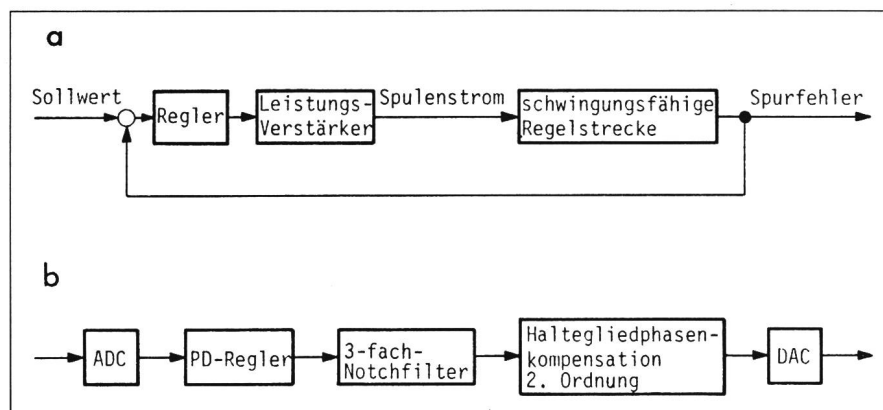 a
Sollwert
Regler
Leistungs-
Verstärker
Spulenstrom
schwingungsfähige
Regelstrecke
Spurfehler
b
ADC
PD-Regler
3-fach-
Notchfilter
Haltegliedphasen-
kompensation
2. Ordnung
DAC